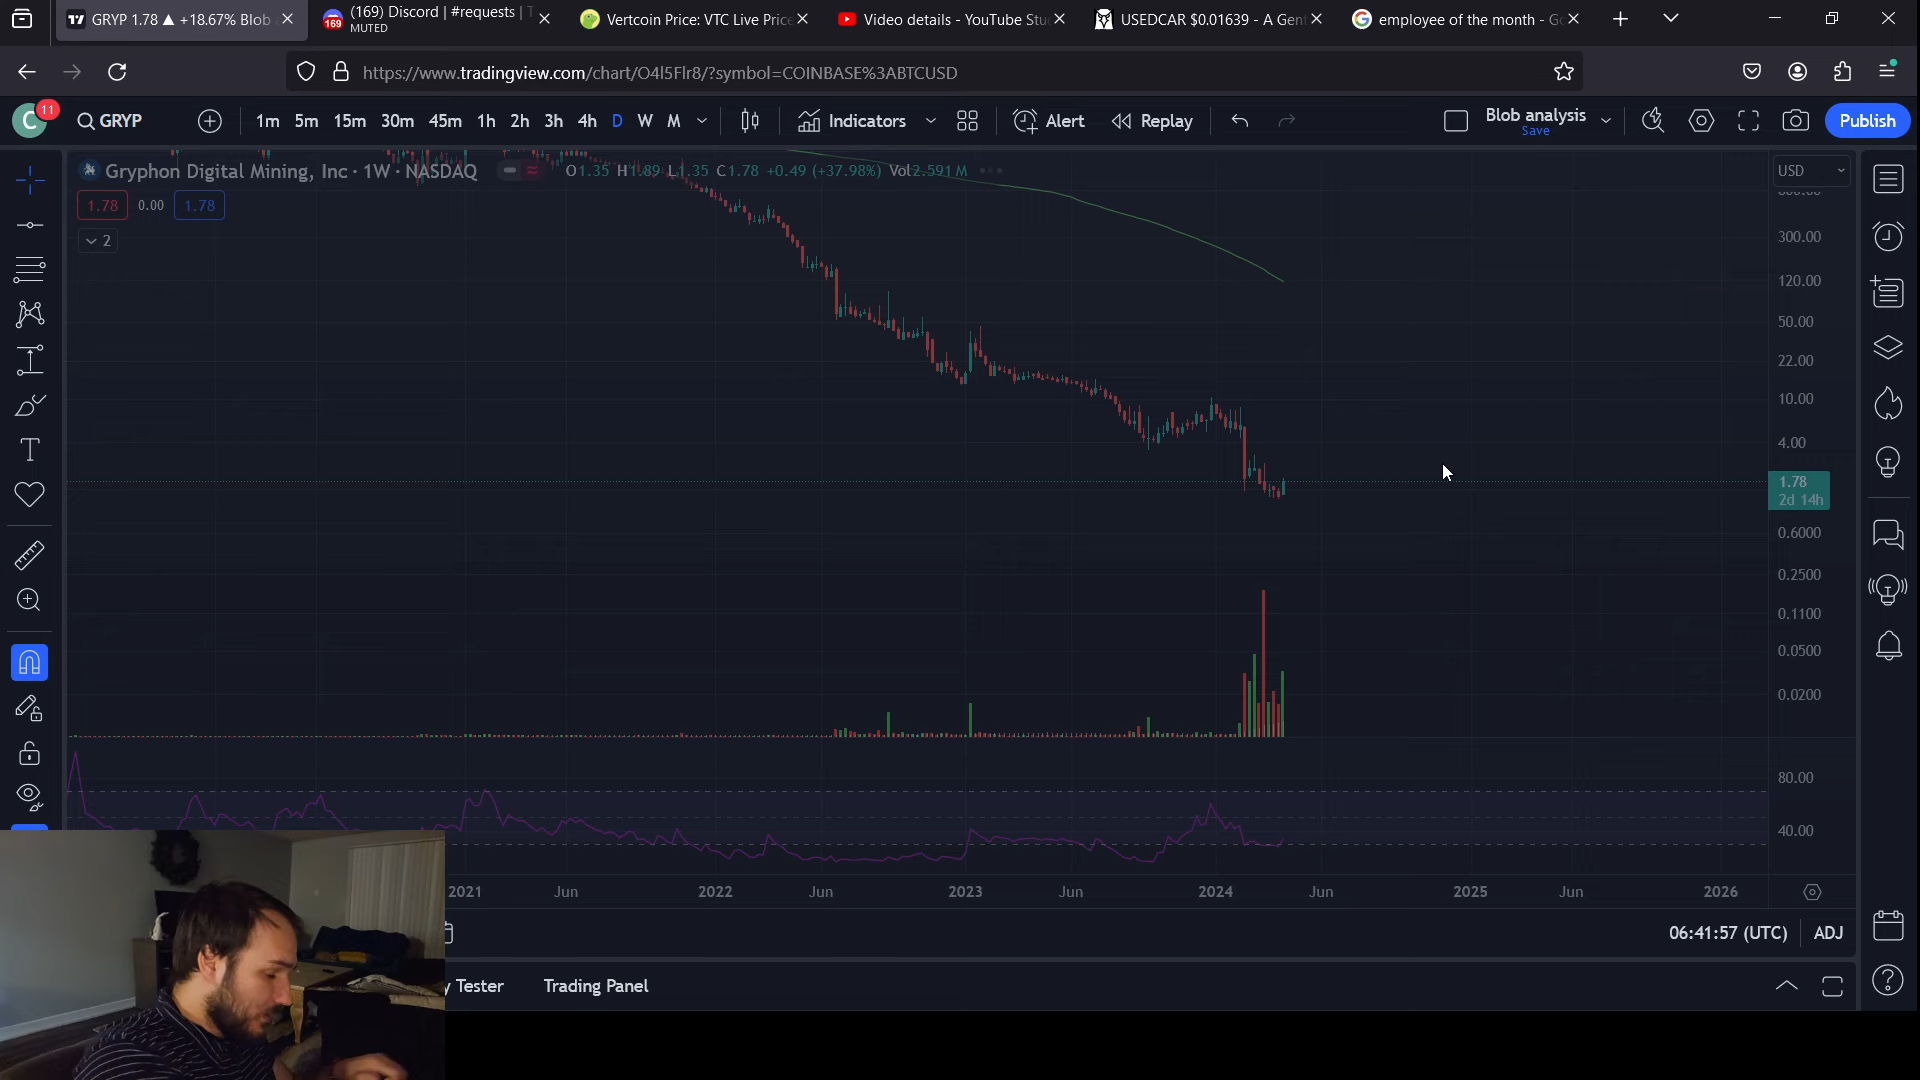 GRYP 1.78 ▲ +18.67% Blob
(169) Discord | #requests |
MUTED
Vertcoin Price: VTC Live Price
Video details - YouTube Stu
USEDCAR $0.01639 - A Gent
employee of the month - Go
169
https://www.tradingview.com/chart/O4l5Flr8/?symbol=COINBASE%3ABTCUSD
C
11
GRYP
1m 5m 15m 30m 45m 1h 2h 3h 4h D W M
Indicators
Alert
Replay
Blob analysis
Save
Publish
Gryphon Digital Mining, Inc · 1W · NASDAQ
O1.35 H1.89 L1.35 C1.78 +0.49 (+37.98%) Vol2.591 M
USD
1.78 0.00 1.78
2
300.00
120.00
50.00
22.00
10.00
4.00
1.78
2d 14h
0.6000
0.2500
0.1100
0.0500
0.0200
80.00
40.00
2021 Jun 2022 Jun 2023 Jun 2024 Jun 2025 Jun 2026
06:41:57 (UTC)
ADJ
y Tester
Trading Panel